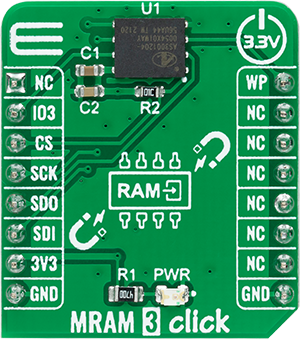 U1
3.3V
C1
C2
R2
NC
IO3
CS
SCK
SDO
SDI
3V3
GND
WP
NC
NC
NC
NC
NC
NC
GND
RAM
R1
PWR
MRAM 3 click